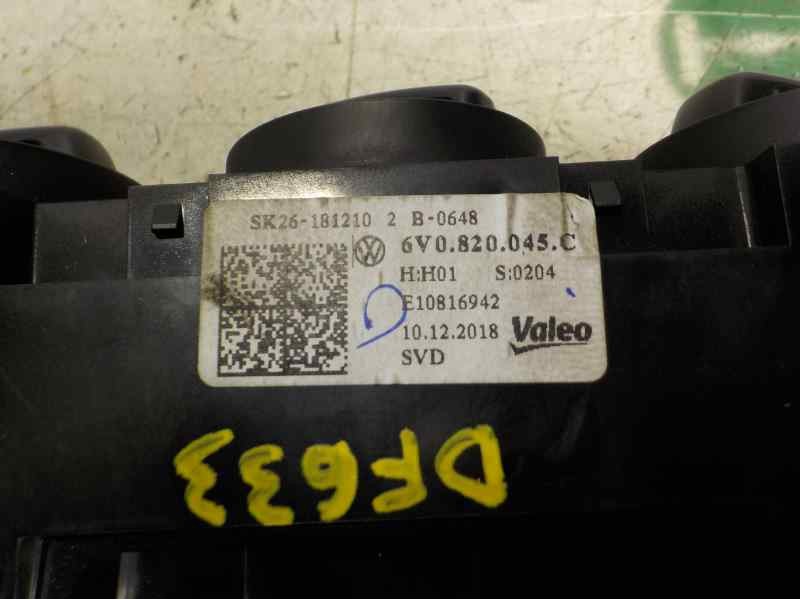 SK26-181210 2 B-0648
6V0.820.045.C
H:H01 S:0204
E10816942
10.12.2018 Valeo
SVD
DF633